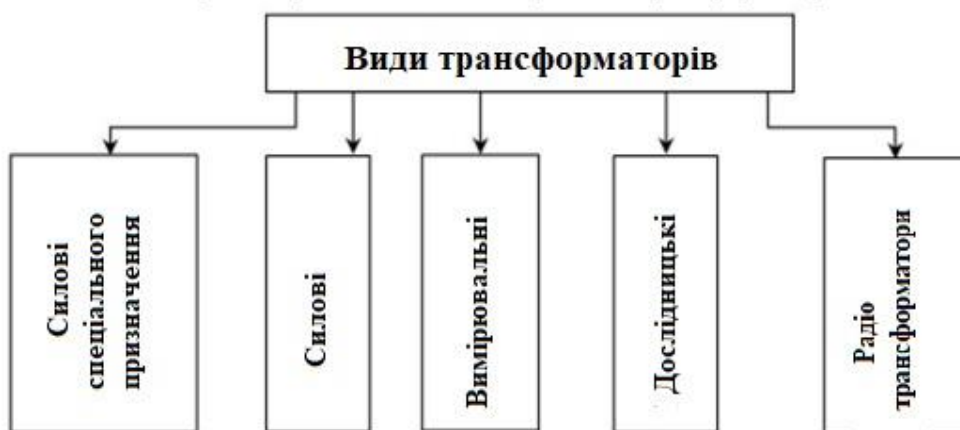 Види трансформаторів
Силові
спеціального
призначення
Силові
Вимірювальні
Дослідницькі
Радіо
трансформатори